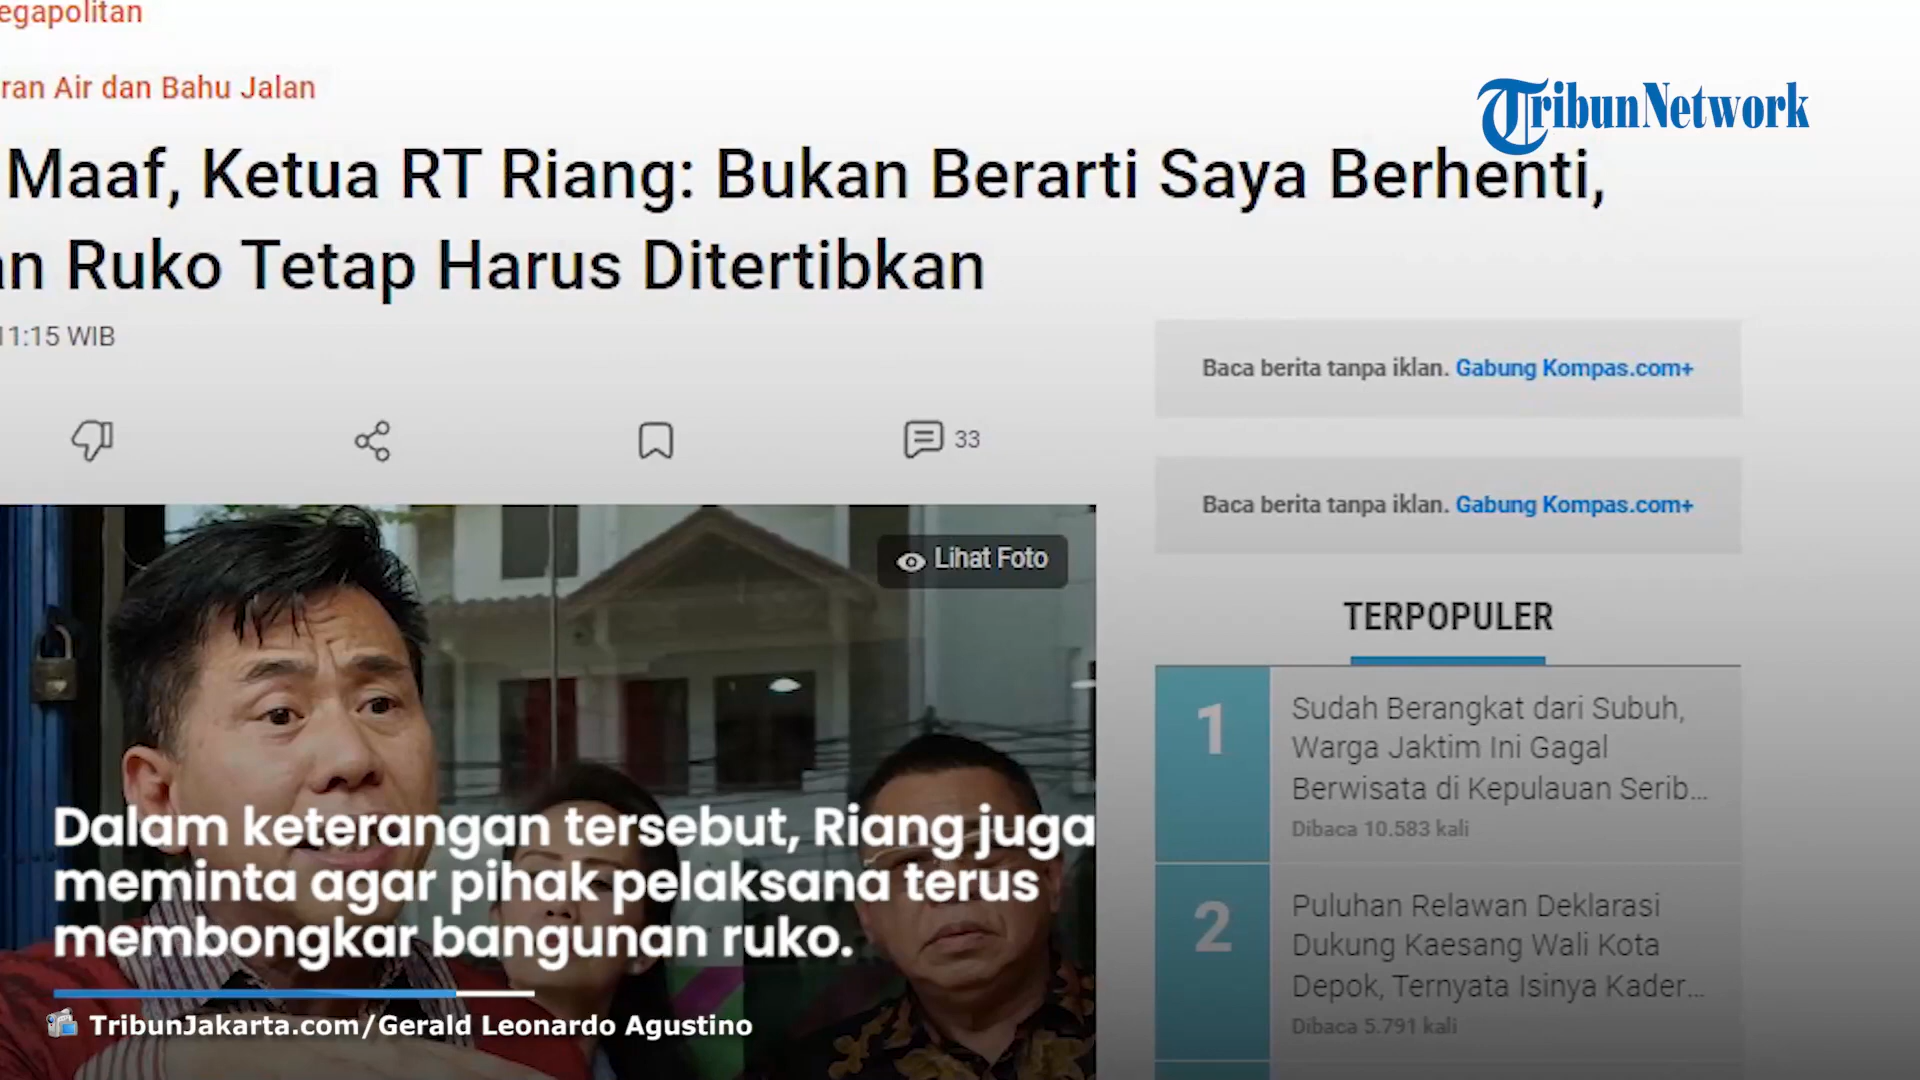 egapolitan
ran Air dan Bahu Jalan
TribunNetwork
Maaf, Ketua RT Riang: Bukan Berarti Saya Berhenti,
an Ruko Tetap Harus Ditertibkan
11:15 WIB
33
Lihat Foto
Baca berita tanpa iklan. Gabung Kompas.com+
Baca berita tanpa iklan. Gabung Kompas.com+
TERPOPULER
1
Sudah Berangkat dari Subuh,
Warga Jaktim Ini Gagal
Berwisata di Kepulauan Serib...
Dibaca 10.583 kali
2
Puluhan Relawan Deklarasi
Dukung Kaesang Wali Kota
Depok, Ternyata Isinya Kader...
Dibaca 5.791 kali
Dalam keterangan tersebut, Riang juga
meminta agar pihak pelaksana terus
membongkar bangunan ruko.
TribunJakarta.com/Gerald Leonardo Agustino